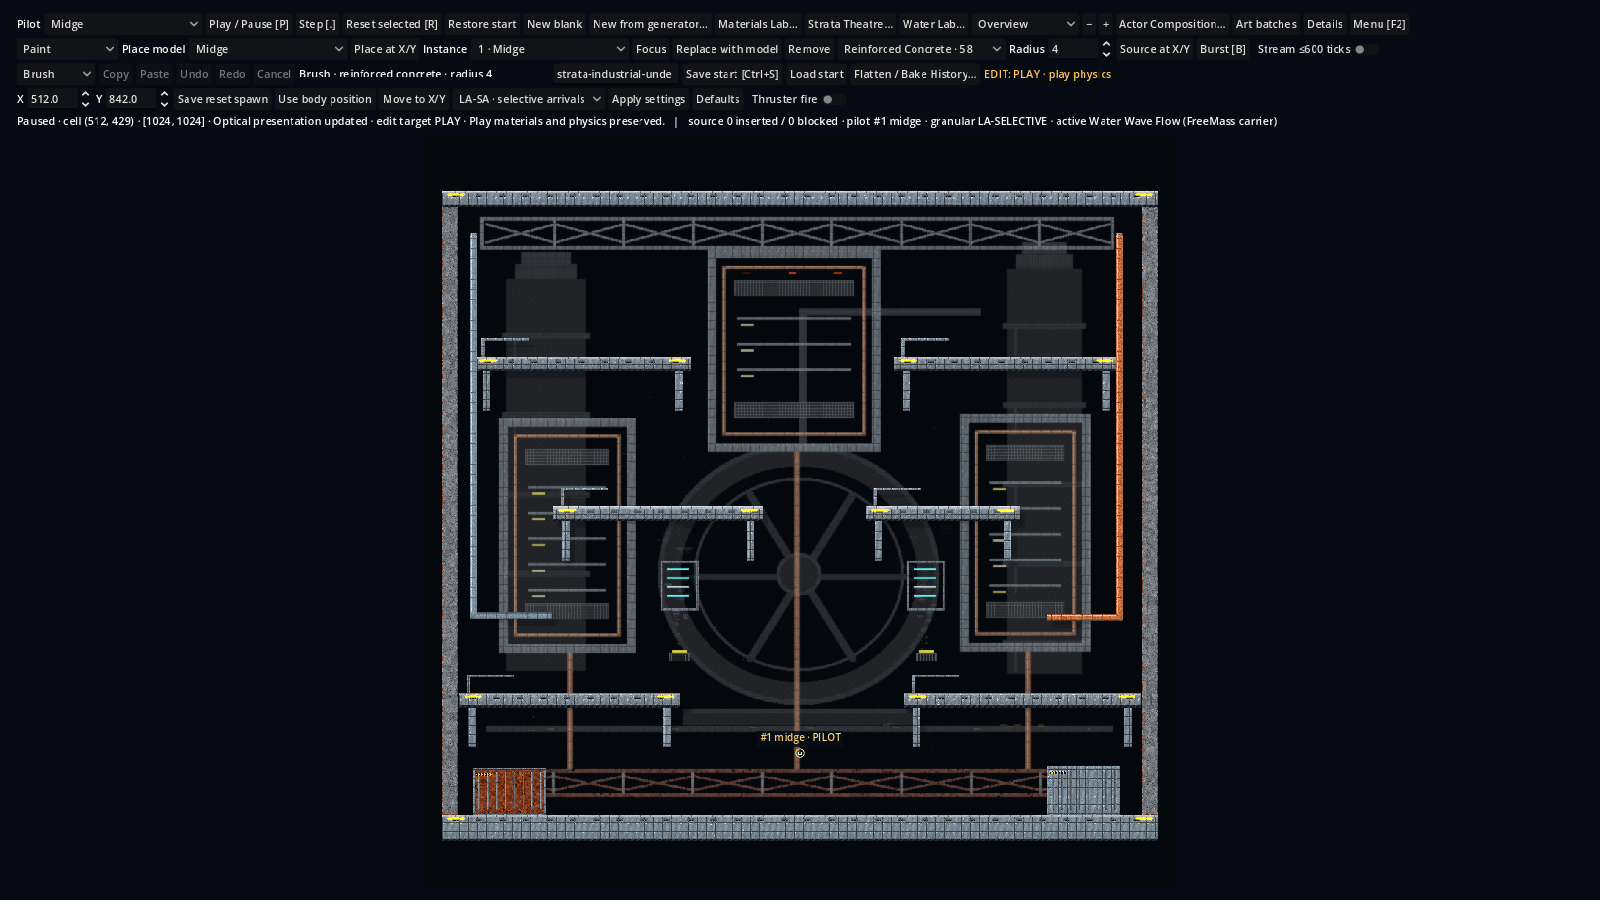 Pilot Midge Play / Pause [P] Step [.] Reset selected [R] Restore start New blank New from generator... Materials Lab... Strata Theatre... Water Lab... Overview − + Actor Composition... Art batches Details Menu [F2]
Paint Place model Midge Place at X/Y Instance 1 · Midge Focus Replace with model Remove Reinforced Concrete · 58 Radius 4 Source at X/Y Burst [B] Stream ≤600 ticks
Brush Copy Paste Undo Redo Cancel Brush · reinforced concrete · radius 4 strata-industrial-unde Save start [Ctrl+S] Load start Flatten / Bake History... EDIT: PLAY · play physics
X 512.0 Y 842.0 Save reset spawn Use body position Move to X/Y LA-SA · selective arrivals Apply settings Defaults Thruster fire
Paused · cell (512, 429) · [1024, 1024] · Optical presentation updated · edit target PLAY · Play materials and physics preserved. | source 0 inserted / 0 blocked · pilot #1 midge · granular LA-SELECTIVE · active Water Wave Flow (FreeMass carrier)
#1 midge · PILOT